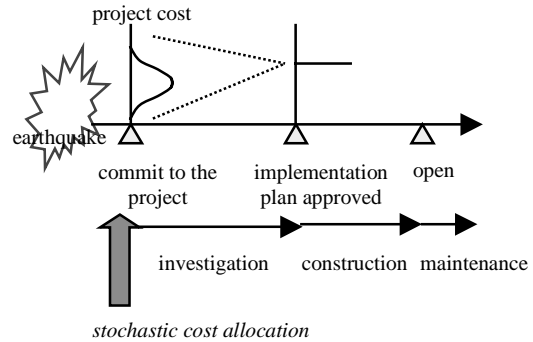 project cost
earthquake
commit to the
project
implementation
plan approved
open
investigation
construction
maintenance
stochastic cost allocation